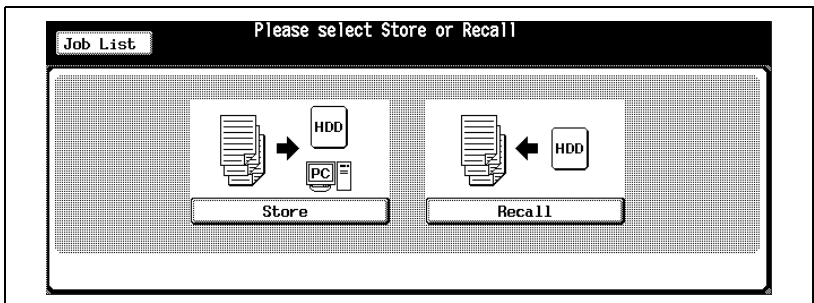 Please select Store or Recall
Job List
HDD
PC
HDD
Store
Recall